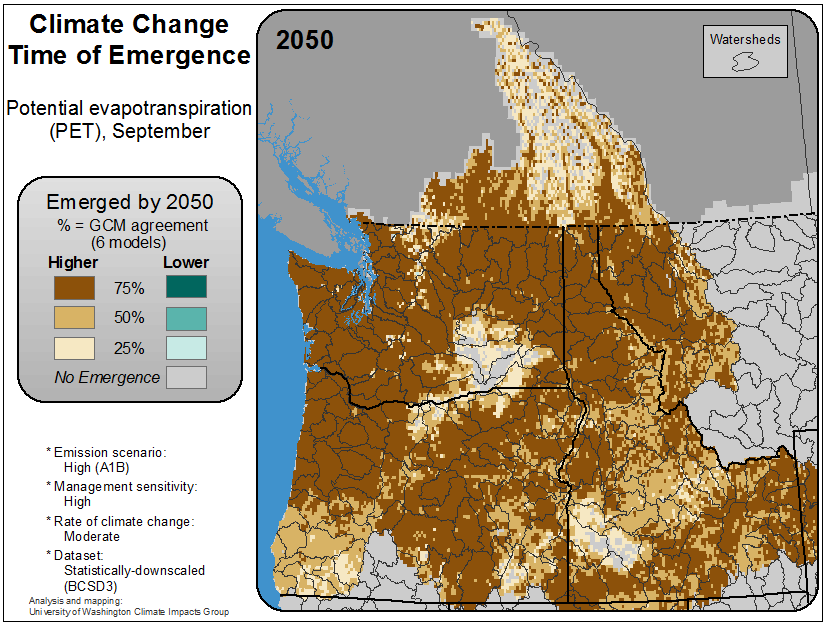 Climate Change
Time of Emergence
Potential evapotranspiration
(PET), September
Emerged by 2050
% = GCM agreement
(6 models)
Higher Lower
75%
50%
25%
No Emergence
* Emission scenario:
High (A1B)
* Management sensitivity:
High
* Rate of climate change:
Moderate
* Dataset:
Statistically-downscaled
(BCSD3)
Analysis and mapping:
University of Washington Climate Impacts Group
2050
Watersheds